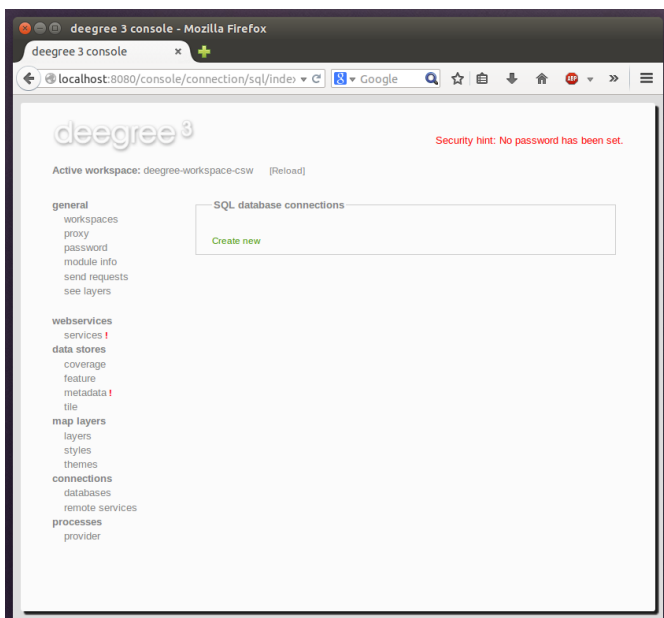 deegree 3 console - Mozilla Firefox
deegree 3 console
localhost:8080/console/connection/sql/index
Google
ABP
deegree 3
Security hint: No password has been set.
Active workspace: deegree-workspace-csw [Reload]
general
workspaces
proxy
password
module info
send requests
see layers
webservices
services !
data stores
coverage
feature
metadata !
tile
map layers
layers
styles
themes
connections
databases
remote services
processes
provider
SQL database connections
Create new